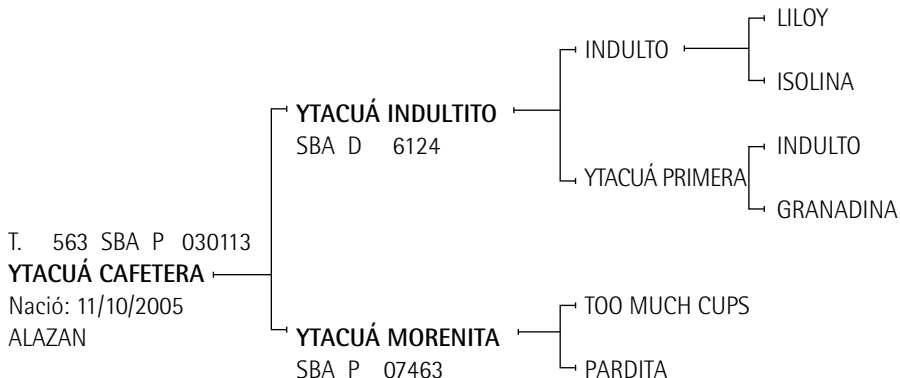 LILOY
INDULTO
ISOLINA
YTACUÁ INDULTITO
SBA D 6124
INDULTO
YTACUÁ PRIMERA
GRANADINA
T. 563 SBA P 030113
YTACUÁ CAFETERA
Nació: 11/10/2005
ALAZAN
TOO MUCH CUPS
YTACUÁ MORENITA
SBA P 07463
PARDITA